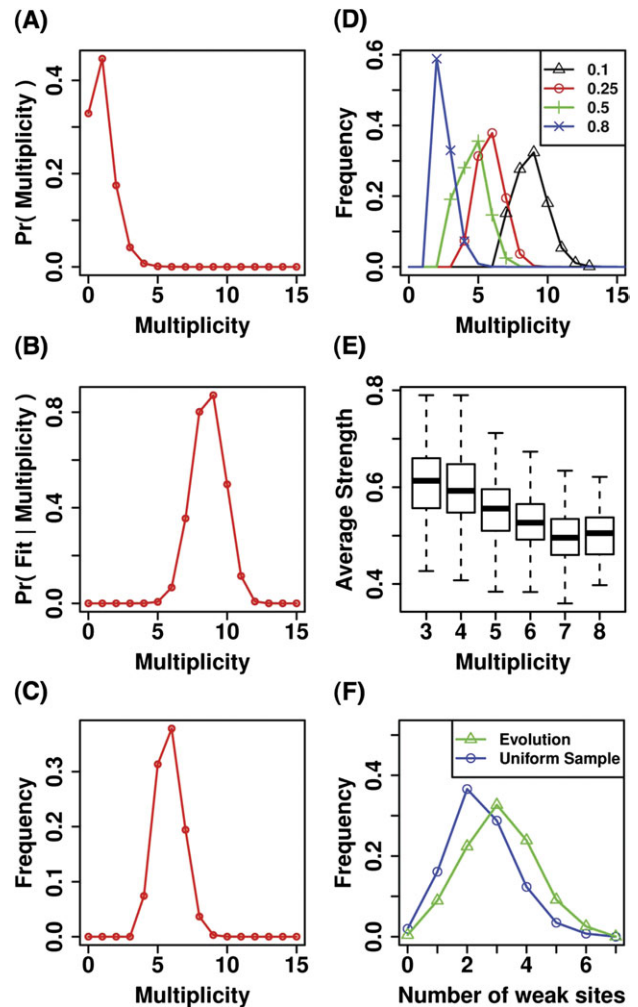 (A)
Pr( Multiplicity )
0.0 0.2 0.4
0 5 10 15
Multiplicity
(B)
Pr( Fit | Multiplicity )
0.0 0.4 0.8
0 5 10 15
Multiplicity
(C)
Frequency
0.0 0.1 0.3
0 5 10 15
Multiplicity
(D)
Frequency
0.0 0.2 0.4 0.6
0.1
0.25
0.5
0.8
0 5 10 15
Multiplicity
(E)
Average Strength
0.4 0.6 0.8
3 4 5 6 7 8
Multiplicity
(F)
Frequency
0.0 0.2 0.4
Evolution
Uniform Sample
0 2 4 6
Number of weak sites